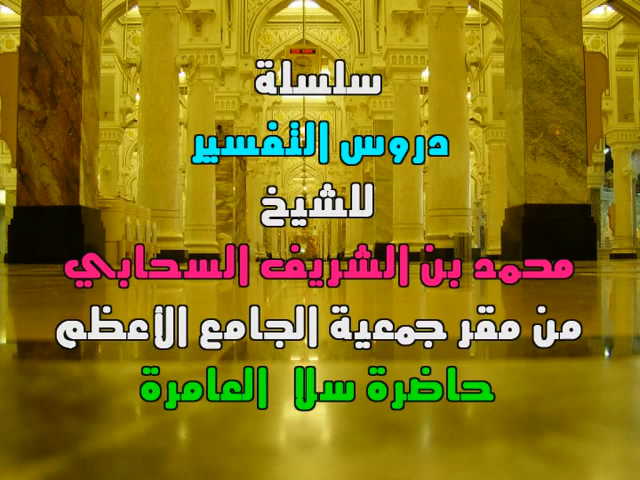 سلسلة
دروس التفسير
للشيخ
محمد بن الشريف السحابي
من مقر جمعية الجامع الأعظم
حاضرة سلا العامرة